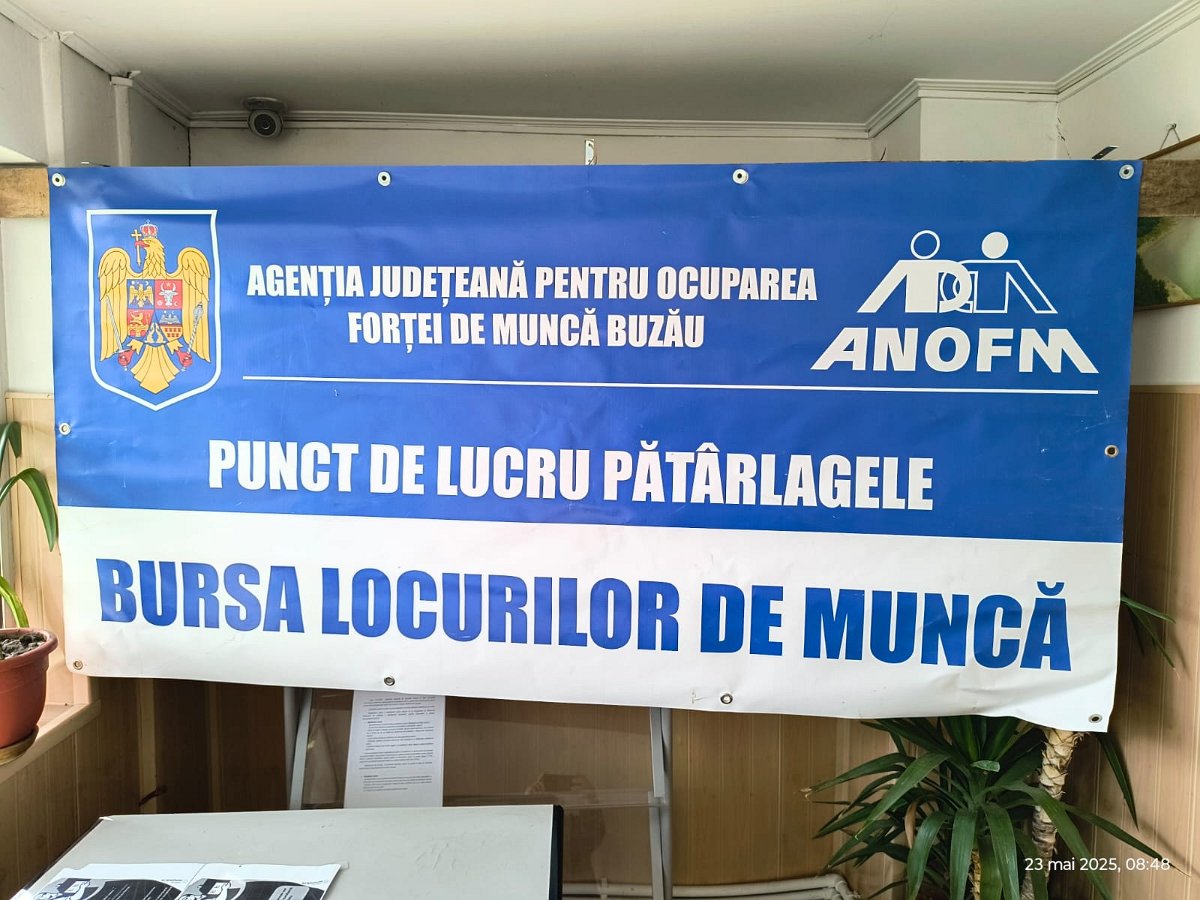 AGENȚIA JUDEȚEANĂ PENTRU OCUPAREA
FORȚEI DE MUNCĂ BUZĂU
ANOFM
PUNCT DE LUCRU PĂTÂRLAGELE
BURSA LOCURILOR DE MUNCĂ
23 mai 2025, 08:48